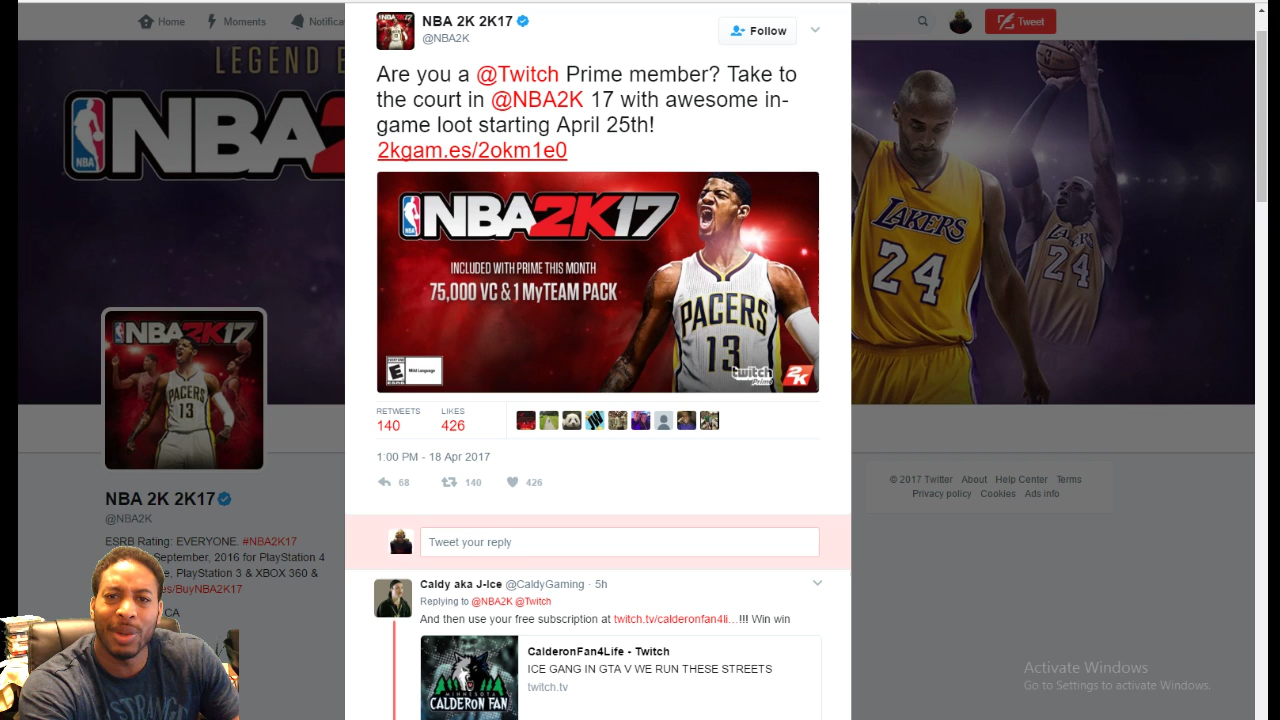 Home Moments Notifica
Tweet
LEGEND E
NBA 2K 2K17
@NBA2K
Follow
Are you a @Twitch Prime member? Take to
the court in @NBA2K 17 with awesome in-
game loot starting April 25th!
2kgam.es/2okm1e0
NBA2K17
INCLUDED WITH PRIME THIS MONTH
75,000 VC & 1 MyTEAM PACK
PACERS
13
E
Mild Language
twitch
prime
2K
NBA
LAKERS
24
RETWEETS LIKES
140 426
1:00 PM - 18 Apr 2017
68 140 426
NBA2K17
PACERS
13
NBA 2K 2K17
@NBA2K
ESRB Rating: EVERYONE. #NBA2K17
September, 2016 for PlayStation 4
e, PlayStation 3 & XBOX 360 &
es/BuyNBA2K17
CA
© 2017 Twitter About Help Center Terms
Privacy policy Cookies Ads info
Tweet your reply
Caldy aka J-Ice @CaldyGaming · 5h
Replying to @NBA2K @Twitch
And then use your free subscription at twitch.tv/calderonfan4li...!!! Win win
CalderonFan4Life - Twitch
ICE GANG IN GTA V WE RUN THESE STREETS
twitch.tv
MINNESOTA
CALDERON FAN
Activate Windows
Go to Settings to activate Windows.